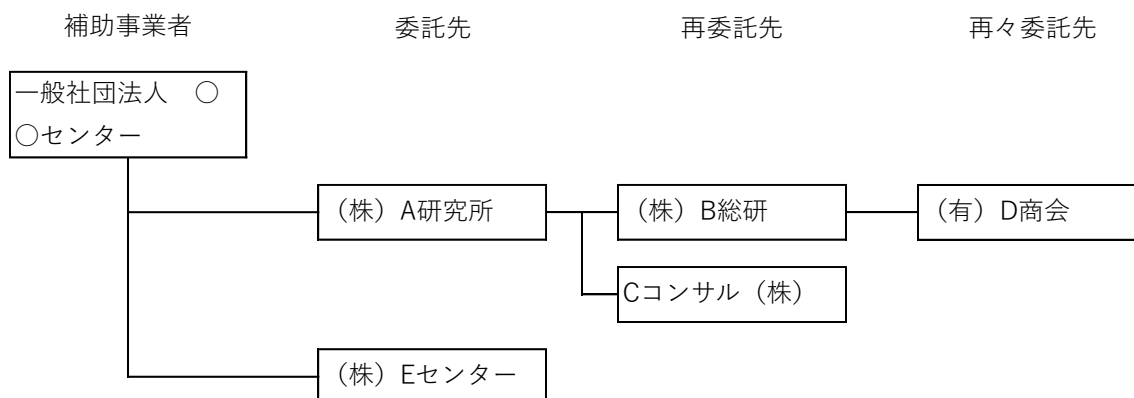 補助事業者　委託先　再委託先　再々委託先
一般社団法人　○
○センター
（株）A研究所　（株）B総研　（有）D商会
Cコンサル（株）
（株）Eセンター